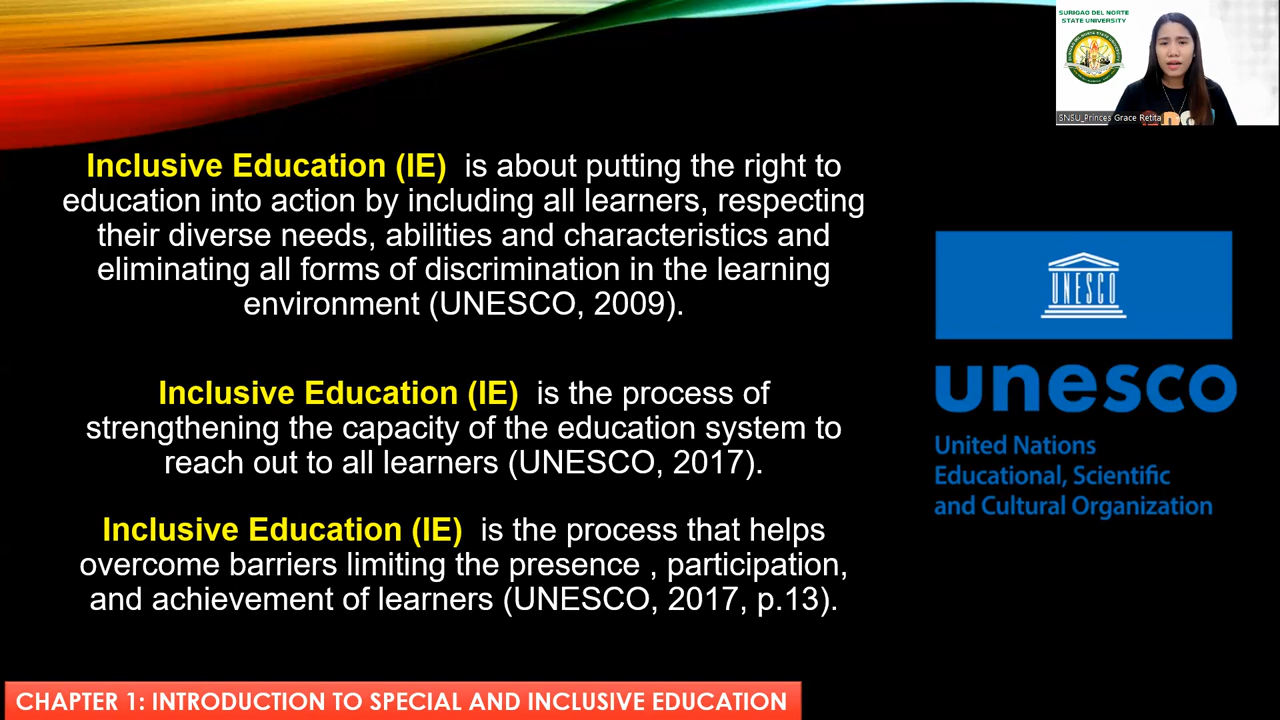 SURIGAO DEL NORTE
STATE UNIVERSITY
SNSU_Princes Grace Retita
Inclusive Education (IE) is about putting the right to
education into action by including all learners, respecting
their diverse needs, abilities and characteristics and
eliminating all forms of discrimination in the learning
environment (UNESCO, 2009).
Inclusive Education (IE) is the process of
strengthening the capacity of the education system to
reach out to all learners (UNESCO, 2017).
Inclusive Education (IE) is the process that helps
overcome barriers limiting the presence , participation,
and achievement of learners (UNESCO, 2017, p.13).
UNESCO
unesco
United Nations
Educational, Scientific
and Cultural Organization
CHAPTER 1: INTRODUCTION TO SPECIAL AND INCLUSIVE EDUCATION